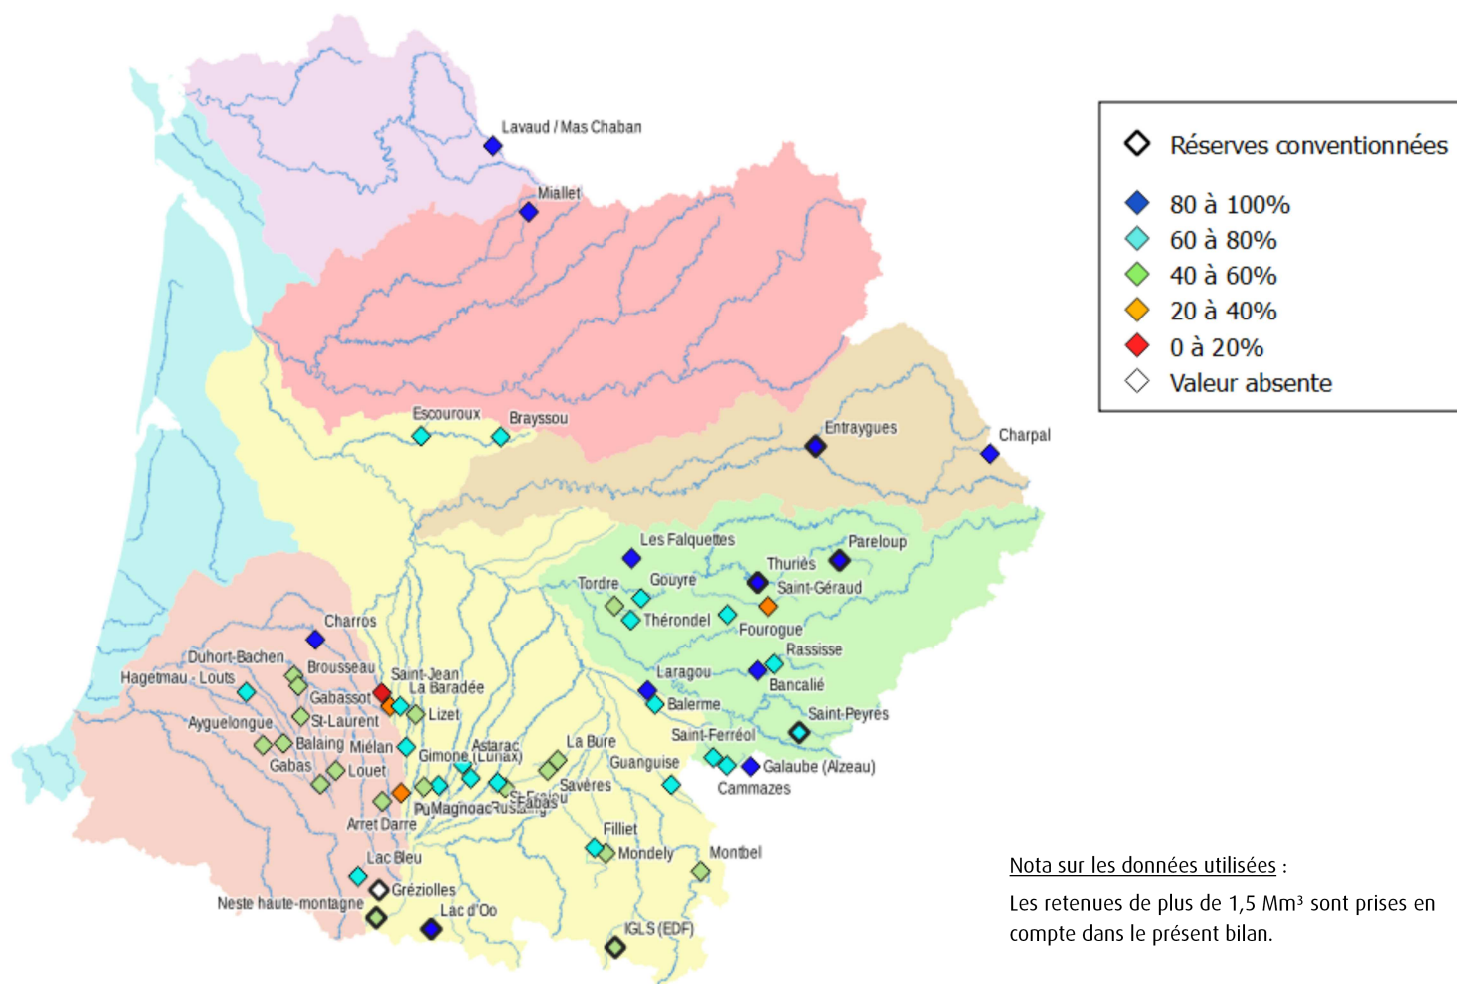 Lavaud / Mas Chaban
Réserves conventionnées
Miallet
80 à 100%
60 à 80%
40 à 60%
20 à 40%
0 à 20%
Valeur absente
Escouroux
Brayssou
Entraygues
Charpal
Les Falquettes
Pareloup
Thuriès
Tordre
Gouyre
Saint-Géraud
Thérondel
Fourogue
Charros
Rassisse
Duhort-Bachen
Brousseau
Saint-Jean
Laragou
Bancalié
Hagetmau - Louts
Gabassot
La Baradée
Balerme
Lizet
Saint-Peyres
Ayguelongue
St-Laurent
Saint-Ferréol
Balaing
Miélan
Astarac
La Bure
Gimone (Lunax)
Guanguise
Gabas
Louet
Galaube (Alzeau)
Savères
Cammazes
Magnoac
Fabas
Arret Darre
Filliet
Mondely
Montbel
Lac Bleu
Nota sur les données utilisées :
Gréziolles
Neste haute-montagne
Lac d'Oo
Les retenues de plus de 1,5 Mm³ sont prises en
compte dans le présent bilan.
IGLS (EDF)